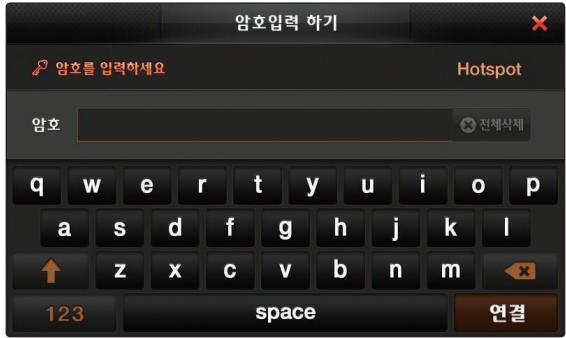 암호입력 하기
암호를 입력하세요 Hotspot
암호 전체삭제
q w e r t y u i o p
a s d f g h j k l
z x c v b n m
123 space 연결